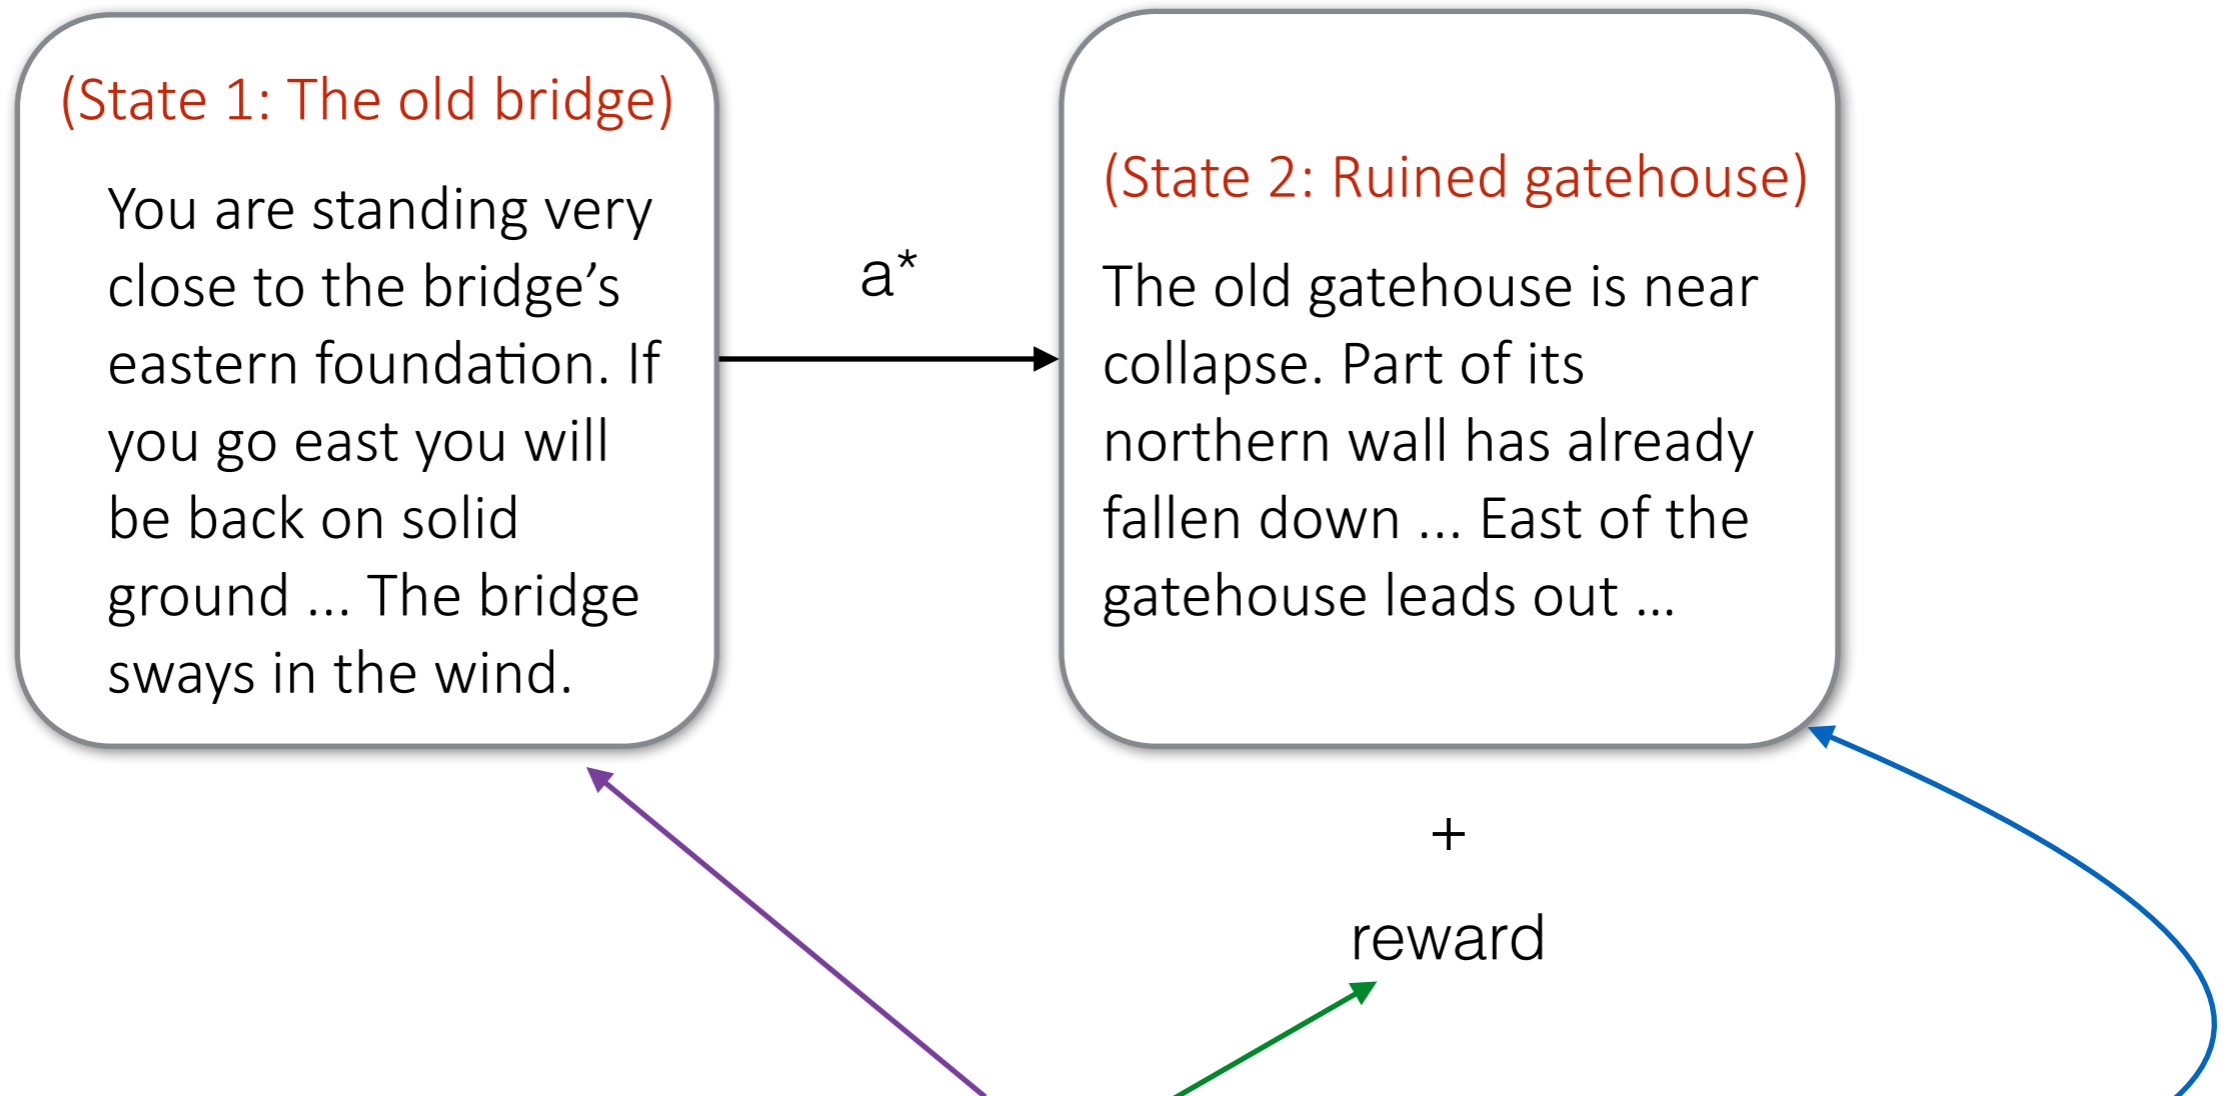 (State 1: The old bridge)
You are standing very
close to the bridge’s
eastern foundation. If
you go east you will
be back on solid
ground ... The bridge
sways in the wind.
a*
(State 2: Ruined gatehouse)
The old gatehouse is near
collapse. Part of its
northern wall has already
fallen down ... East of the
gatehouse leads out ...
+
reward